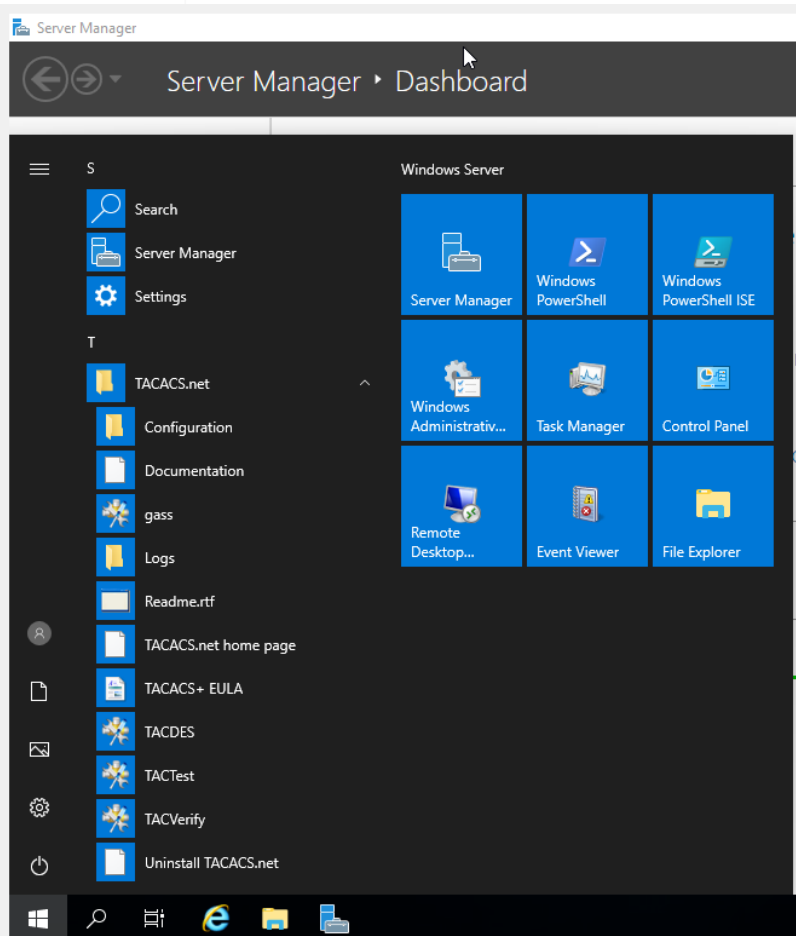 Server Manager
Server Manager ‣ Dashboard
S
Search
Server Manager
Settings
T
TACACS.net
Configuration
Documentation
gass
Logs
Readme.rtf
TACACS.net home page
TACACS+ EULA
TACDES
TACTest
TACVerify
Uninstall TACACS.net
Windows Server
Server Manager
Windows
PowerShell
Windows
PowerShell ISE
Windows
Administrativ...
Task Manager
Control Panel
Remote
Desktop...
Event Viewer
File Explorer